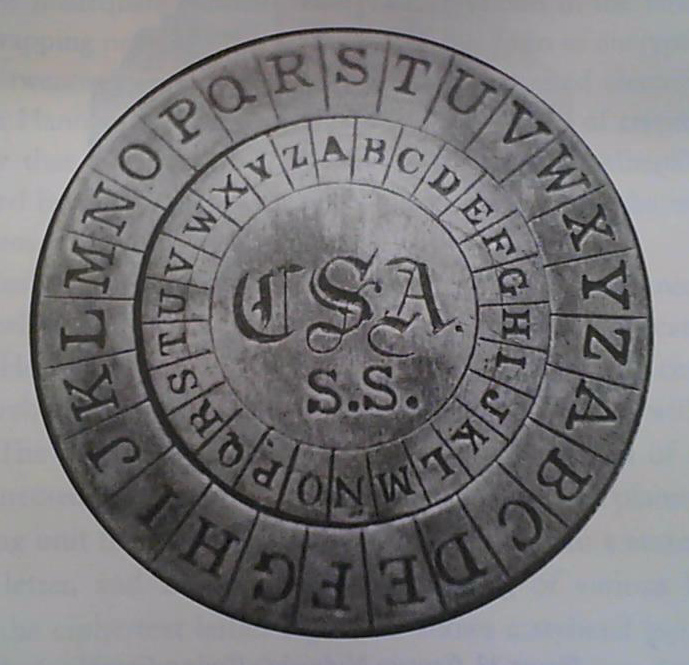 A B C D E F G H I J K L M N O P Q R S T U V W X Y Z
A B C D E F G H I J K L M N O P. Q R S T U V W X Y Z
CSA.
S.S.